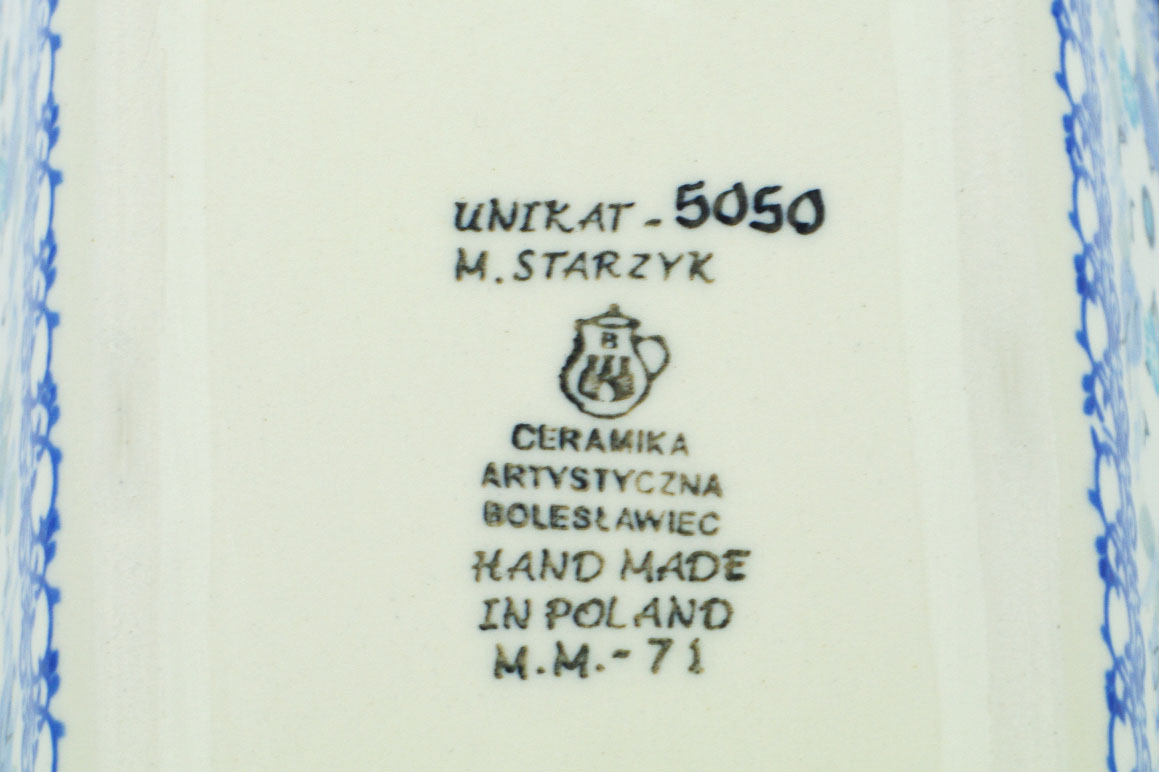 UNIKAT - 5050
M. STARZYK
B
CERAMIKA
ARTYSTYCZNA
BOLESŁAWIEC
HAND MADE
IN POLAND
M.M.-71